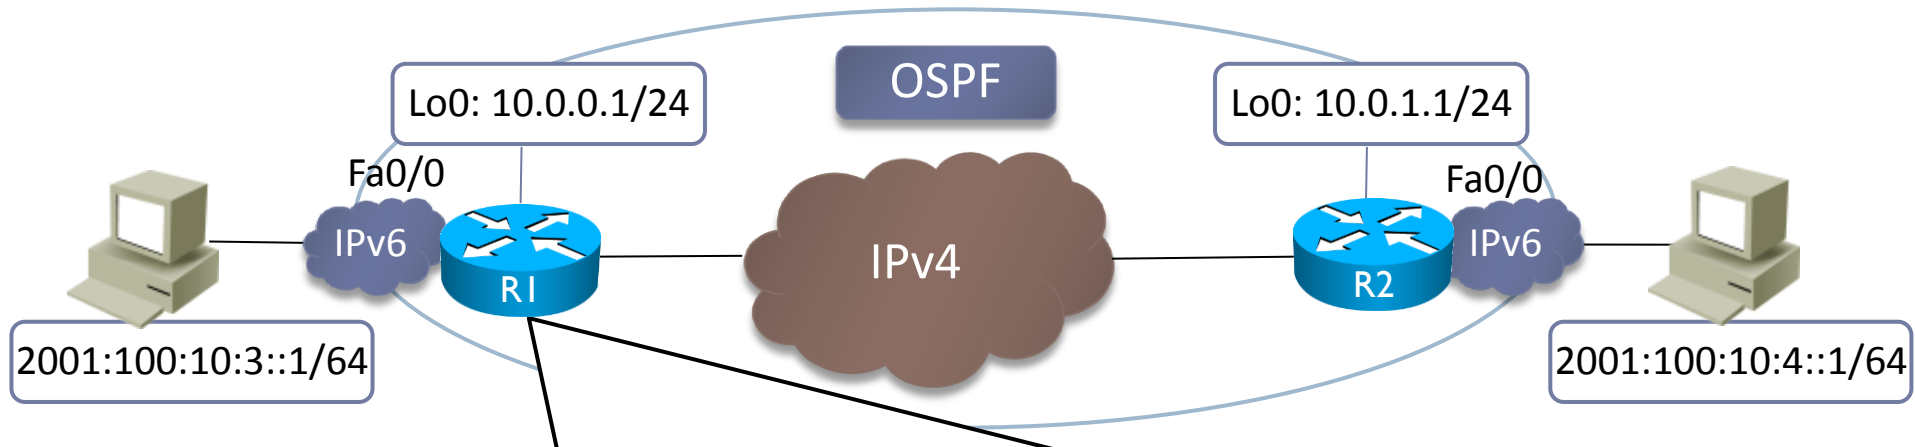 OSPF
Lo0: 10.0.0.1/24
Lo0: 10.0.1.1/24
Fa0/0
Fa0/0
IPv6
R1
IPv4
R2
IPv6
2001:100:10:3::1/64
2001:100:10:4::1/64